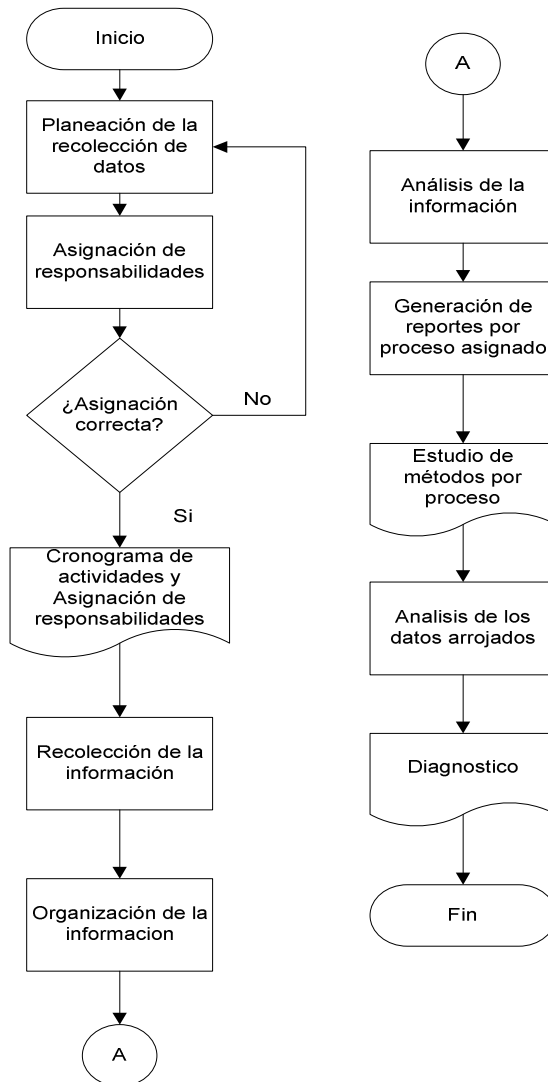 Inicio
Planeación de la
recolección de
datos
Asignación de
responsabilidades
¿Asignación
correcta?
No
Si
Cronograma de
actividades y
Asignación de
responsabilidades
Recolección de la
información
Organización de la
informacion
A
A
Análisis de la
información
Generación de
reportes por
proceso asignado
Estudio de
métodos por
proceso
Analisis de los
datos arrojados
Diagnostico
Fin